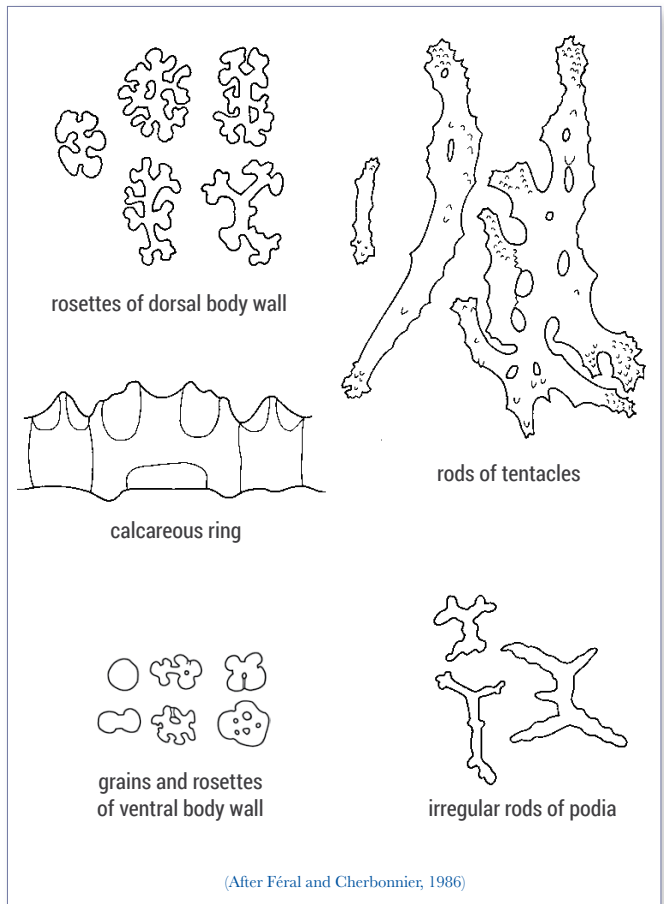 rosettes of dorsal body wall
rods of tentacles
calcareous ring
grains and rosettes
of ventral body wall
irregular rods of podia
(After Féral and Cherbonnier, 1986)